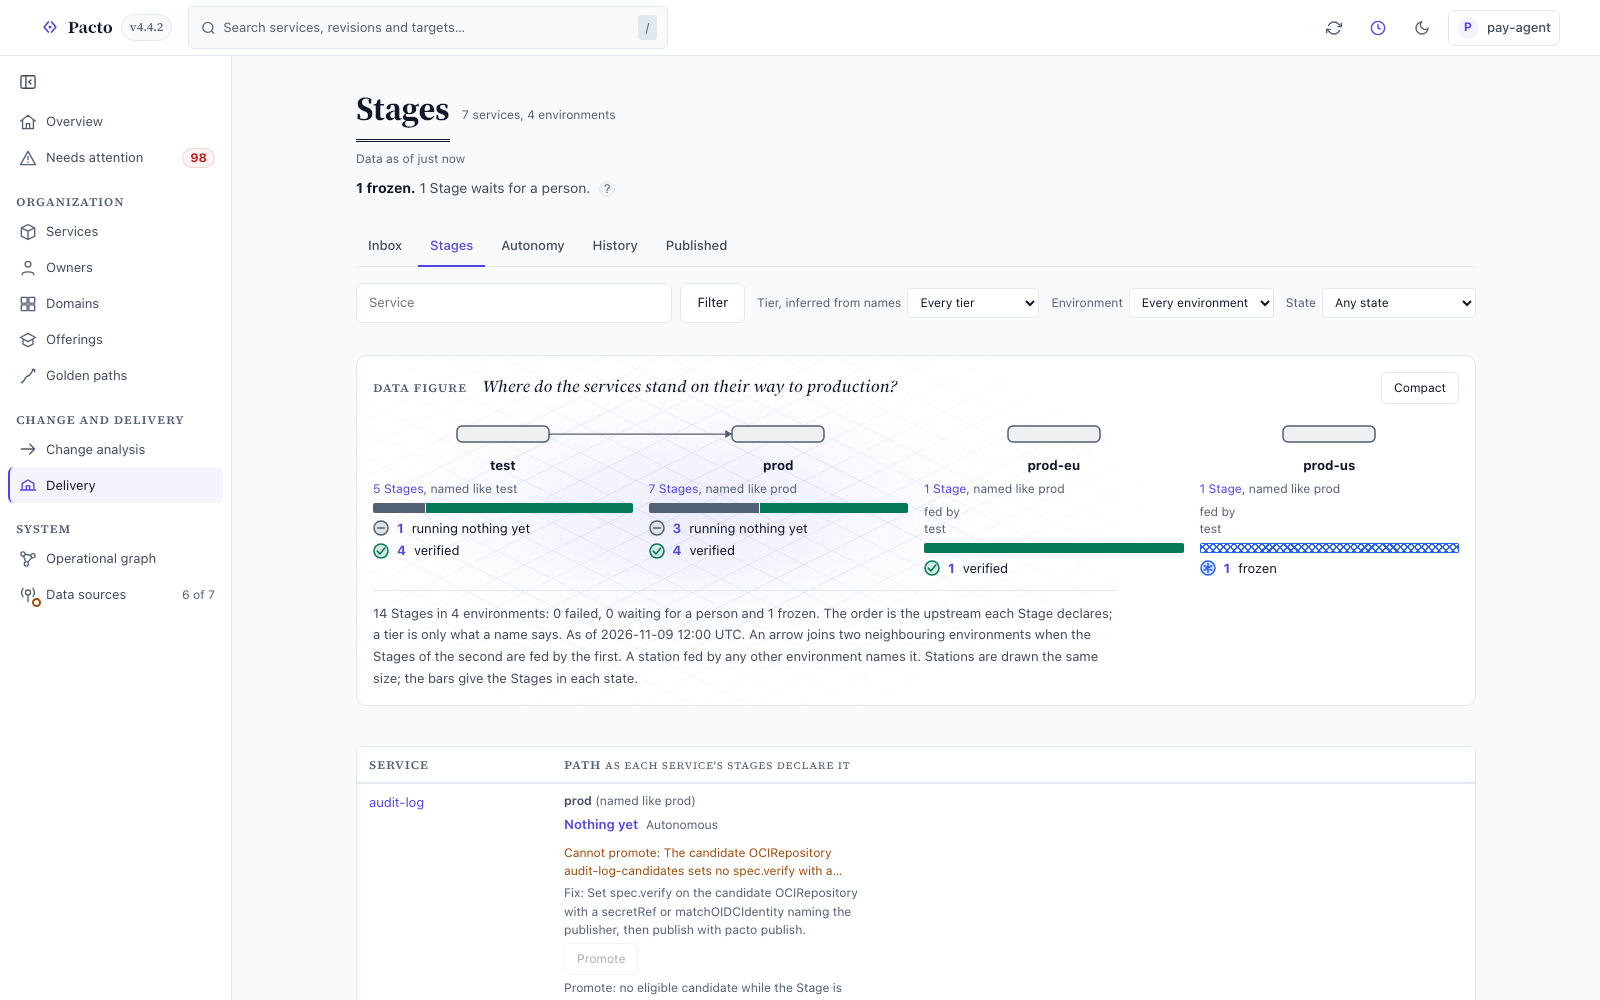 Pacto
v4.4.2
Search services, revisions and targets...
/
P
pay-agent
Overview
Needs attention
98
ORGANIZATION
Services
Owners
Domains
Offerings
Golden paths
CHANGE AND DELIVERY
Change analysis
Delivery
SYSTEM
Operational graph
Data sources
6 of 7
Stages
7 services, 4 environments
Data as of just now
1 frozen. 1 Stage waits for a person. ?
Inbox
Stages
Autonomy
History
Published
Service
Filter
Tier, inferred from names
Every tier
Environment
Every environment
State
Any state
DATA FIGURE
Where do the services stand on their way to production?
Compact
test
5 Stages, named like test
1 running nothing yet
4 verified
prod
7 Stages, named like prod
3 running nothing yet
4 verified
prod-eu
1 Stage, named like prod
fed by
test
1 verified
prod-us
1 Stage, named like prod
fed by
test
1 frozen
14 Stages in 4 environments: 0 failed, 0 waiting for a person and 1 frozen. The order is the upstream each Stage declares;
a tier is only what a name says. As of 2026-11-09 12:00 UTC. An arrow joins two neighbouring environments when the
Stages of the second are fed by the first. A station fed by any other environment names it. Stations are drawn the same
size; the bars give the Stages in each state.
SERVICE
PATH AS EACH SERVICE'S STAGES DECLARE IT
audit-log
prod (named like prod)
Nothing yet Autonomous
Cannot promote: The candidate OCIRepository
audit-log-candidates sets no spec.verify with a...
Fix: Set spec.verify on the candidate OCIRepository
with a secretRef or matchOIDCIdentity naming the
publisher, then publish with pacto publish.
Promote
Promote: no eligible candidate while the Stage is